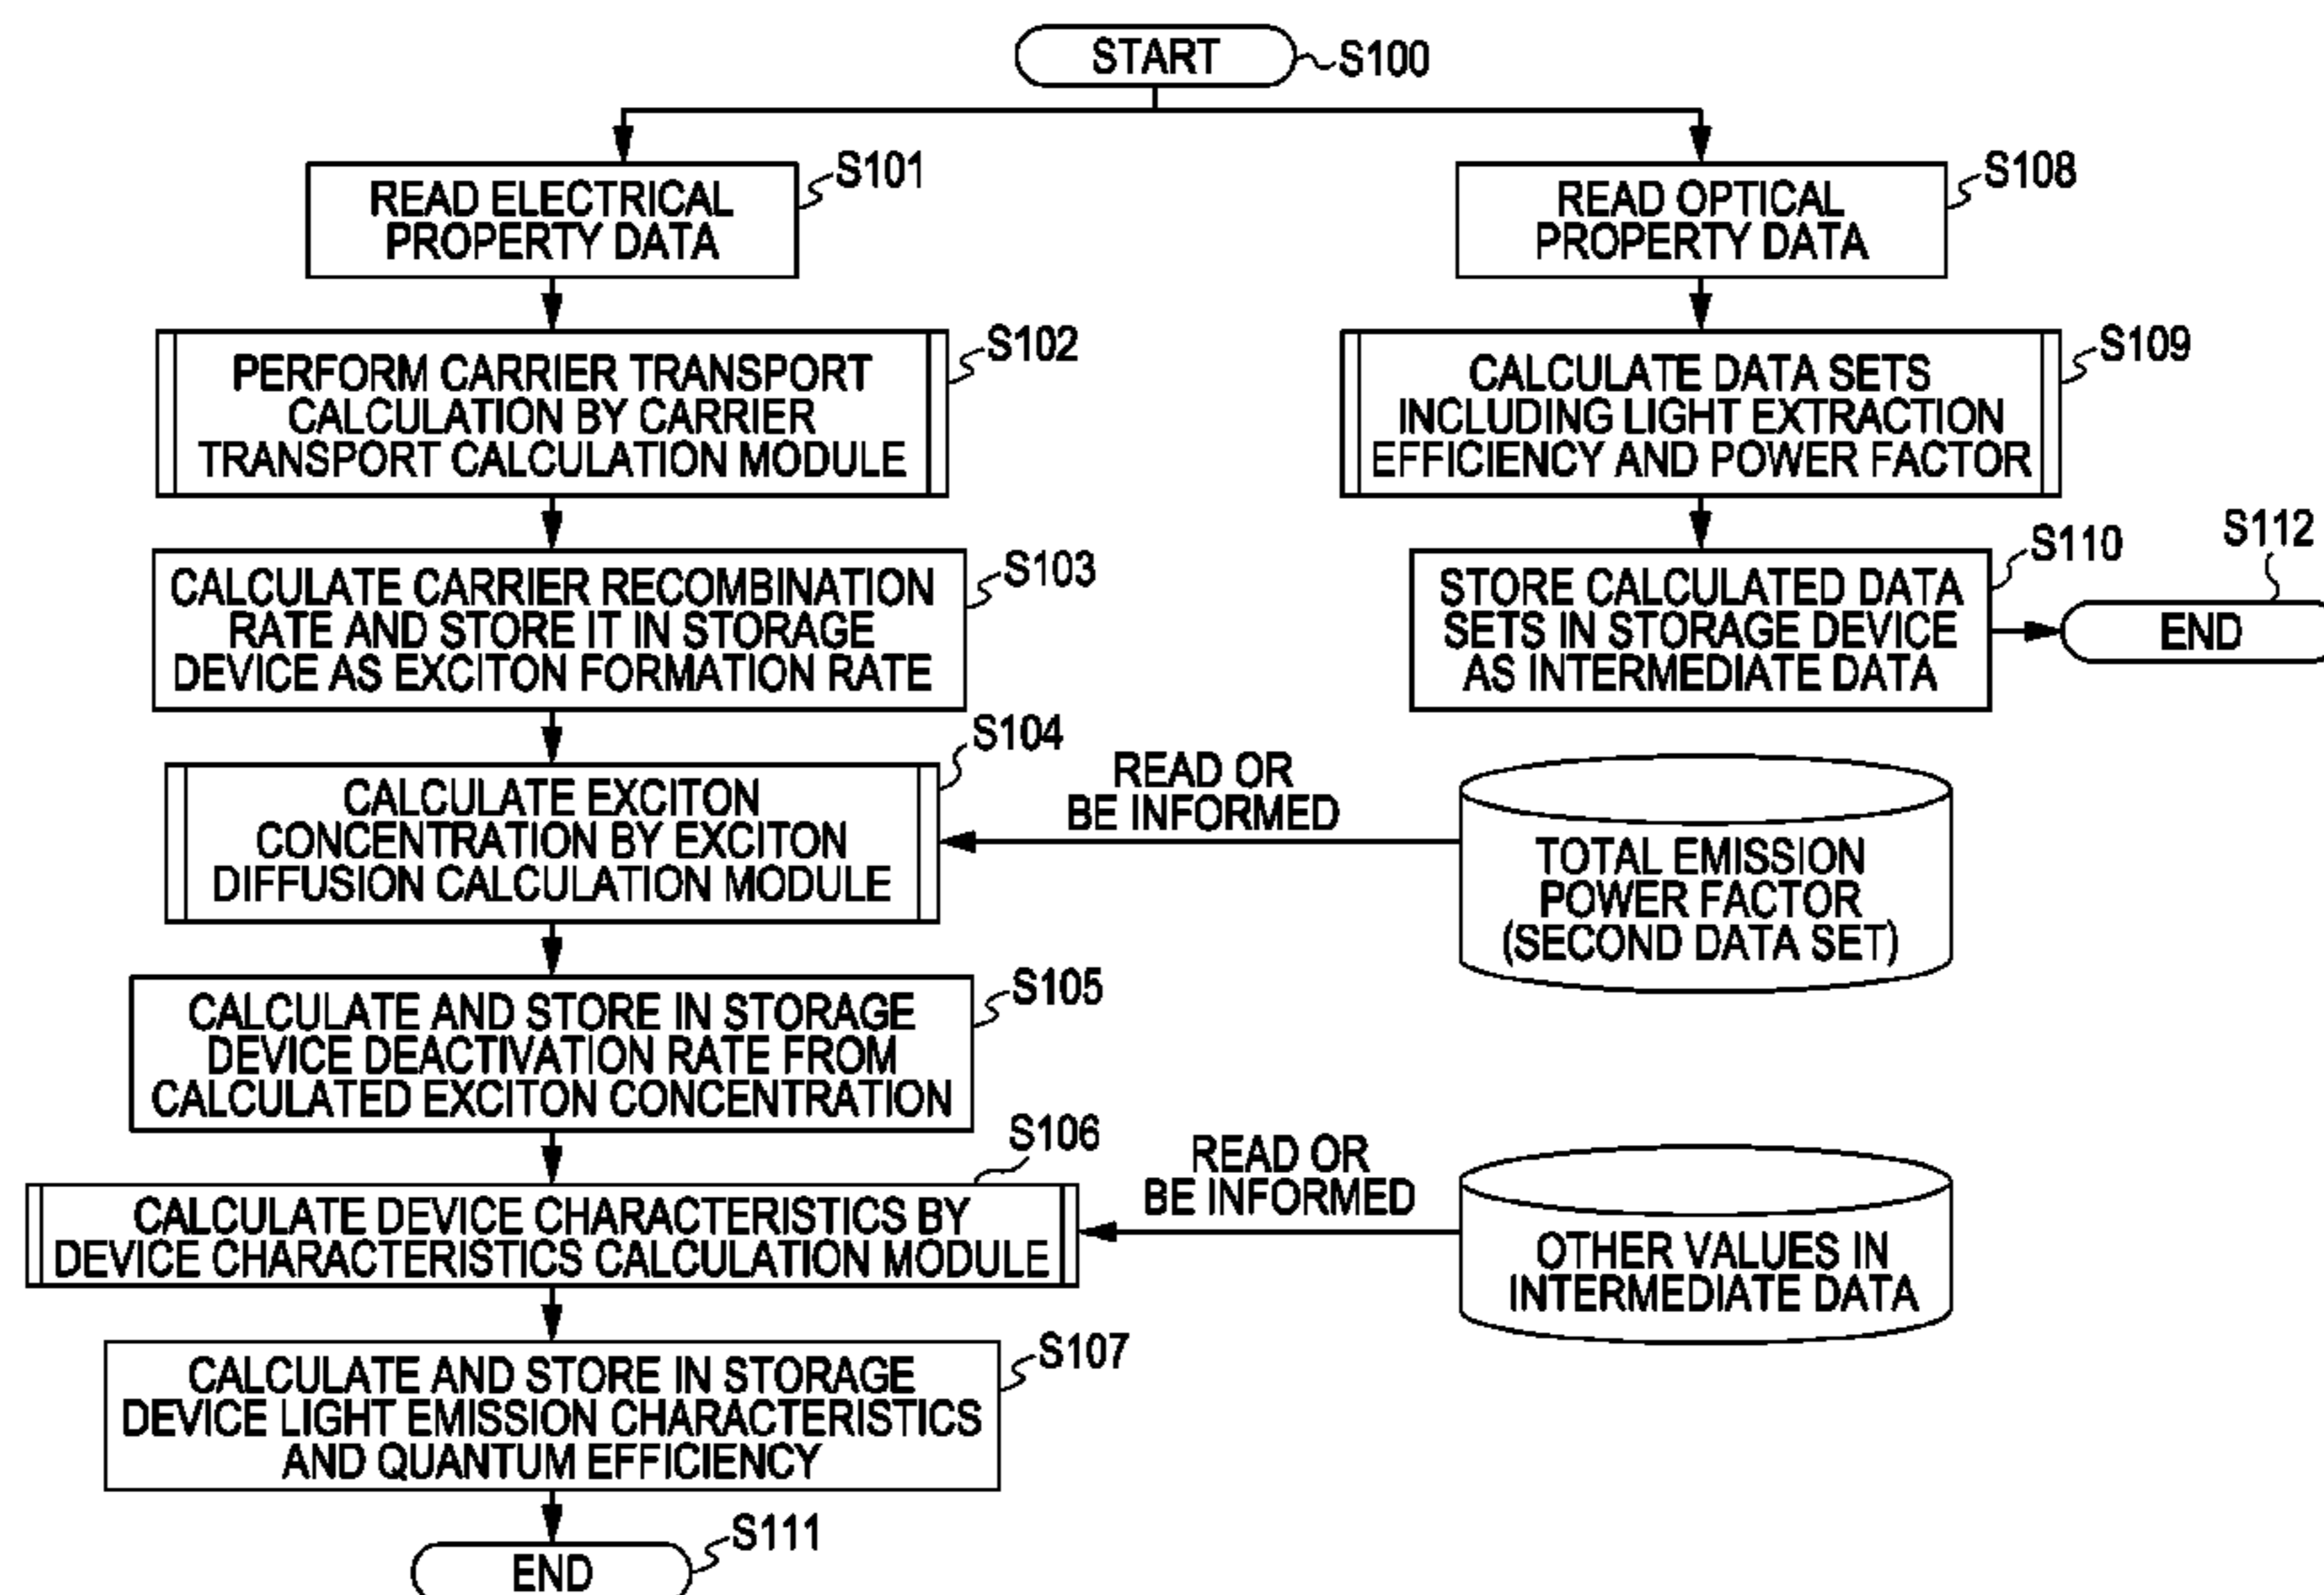 START
S100
READ ELECTRICAL
PROPERTY DATA
S101
PERFORM CARRIER TRANSPORT
CALCULATION BY CARRIER
TRANSPORT CALCULATION MODULE
S102
CALCULATE CARRIER RECOMBINATION
RATE AND STORE IT IN STORAGE
DEVICE AS EXCITON FORMATION RATE
S103
CALCULATE EXCITON
CONCENTRATION BY EXCITON
DIFFUSION CALCULATION MODULE
S104
CALCULATE AND STORE IN STORAGE
DEVICE DEACTIVATION RATE FROM
CALCULATED EXCITON CONCENTRATION
S105
CALCULATE DEVICE CHARACTERISTICS BY
DEVICE CHARACTERISTICS CALCULATION MODULE
S106
CALCULATE AND STORE IN STORAGE
DEVICE LIGHT EMISSION CHARACTERISTICS
AND QUANTUM EFFICIENCY
S107
END
S111
READ OPTICAL
PROPERTY DATA
S108
CALCULATE DATA SETS
INCLUDING LIGHT EXTRACTION
EFFICIENCY AND POWER FACTOR
S109
STORE CALCULATED DATA
SETS IN STORAGE DEVICE
AS INTERMEDIATE DATA
S110
END
S112
READ OR
BE INFORMED
TOTAL EMISSION
POWER FACTOR
(SECOND DATA SET)
READ OR
BE INFORMED
OTHER VALUES IN
INTERMEDIATE DATA